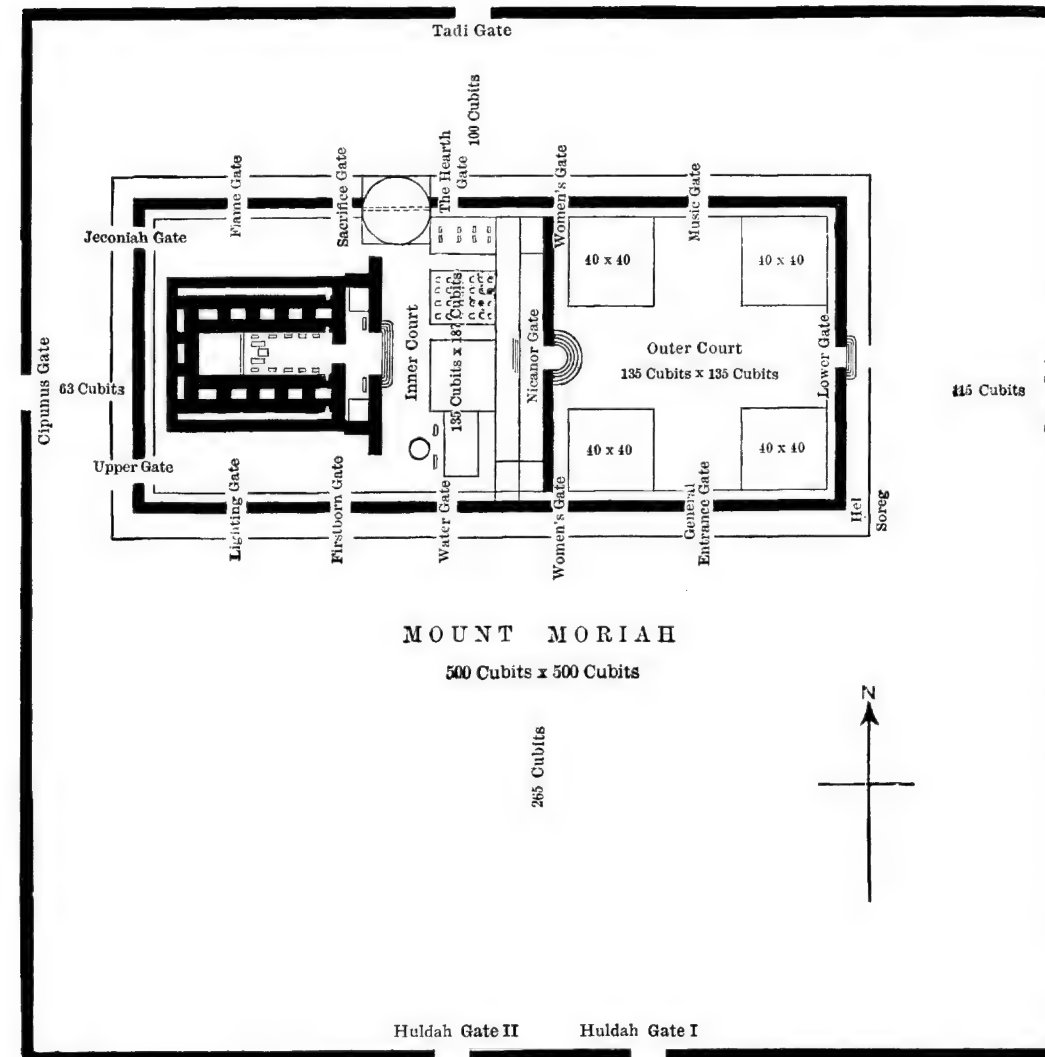 Tadi Gate
100 Cubits
Flame Gate
Sacrifice Gate
The Hearth
Gate
Women's Gate
Music Gate
Jeconiah Gate
40 x 40
40 x 40
Cipunus Gate
63 Cubits
Inner Court
135 Cubits x 187 Cubits
Nicanor Gate
Outer Court
135 Cubits x 135 Cubits
Lower Gate
115 Cubits
40 x 40
40 x 40
Upper Gate
Lighting Gate
Firstborn Gate
Water Gate
Women's Gate
General
Entrance Gate
Hel
Soreg
MOUNT MORIAH
500 Cubits x 500 Cubits
N
265 Cubits
Huldah Gate II
Huldah Gate I